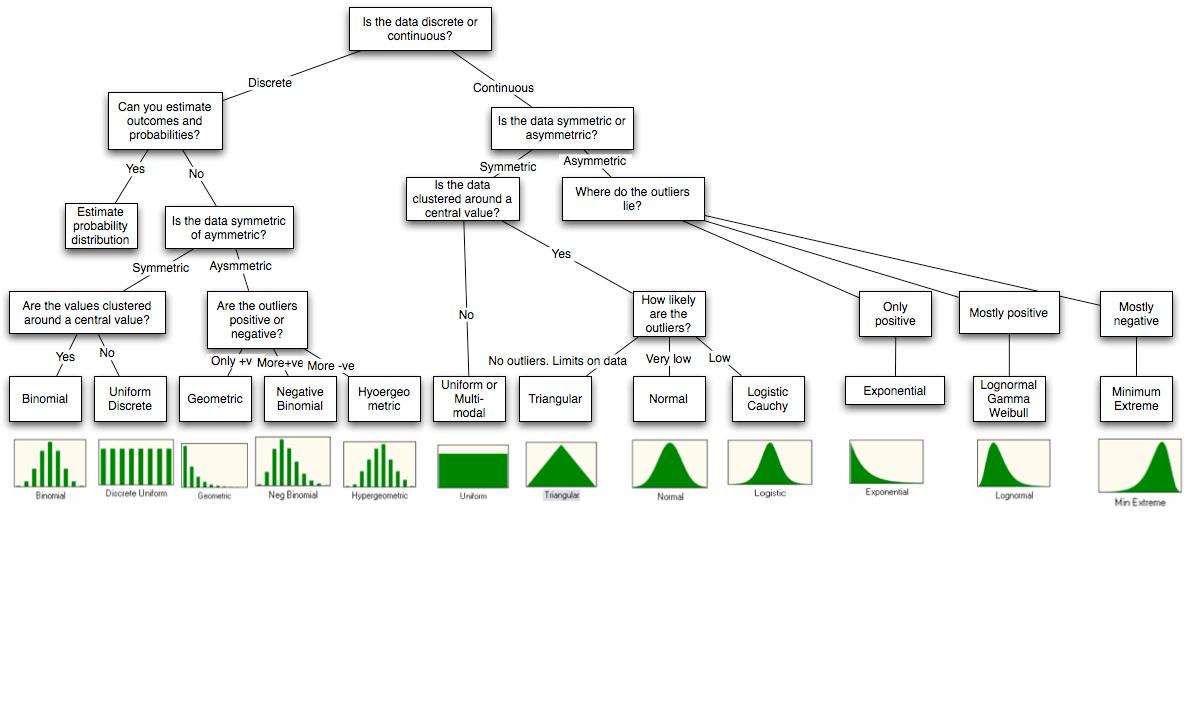 Is the data discrete or
continuous?
Discrete
Continuous
Can you estimate
outcomes and
probabilities?
Is the data symmetric or
asymmetrric?
Yes
No
Symmetric
Asymmetric
Estimate
probability
distribution
Is the data symmetric
of aymmetric?
Is the data
clustered around a
central value?
Where do the outliers
lie?
Symmetric
Aysmmetric
Yes
No
Are the values clustered
around a central value?
Are the outliers
positive or
negative?
How likely
are the
outliers?
Only
positive
Mostly positive
Mostly
negative
Yes
No
Only +v
More+ve
More -ve
No outliers. Limits on data
Very low
Low
Binomial
Uniform
Discrete
Geometric
Negative
Binomial
Hyoergeo
metric
Uniform or
Multi-
modal
Triangular
Normal
Logistic
Cauchy
Exponential
Lognormal
Gamma
Weibull
Minimum
Extreme
Binomial
Discrete Uniform
Geometric
Neg Binomial
Hypergeometric
Uniform
Triangular
Normal
Logistic
Exponential
Lognormal
Min Extreme